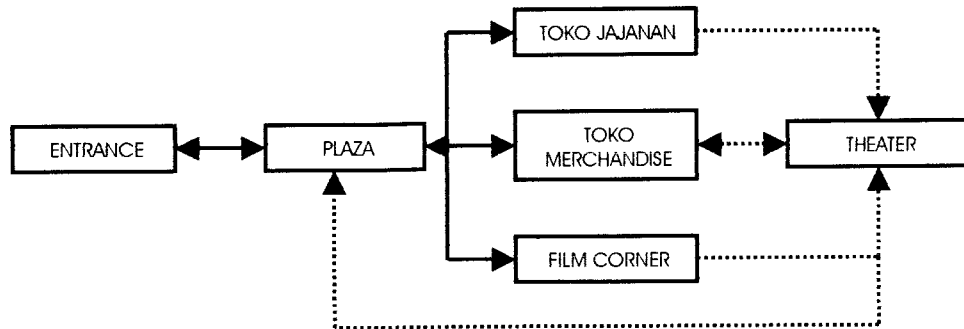 TOKO JAJANAN
ENTRANCE
PLAZA
TOKO
MERCHANDISE
THEATER
FILM CORNER